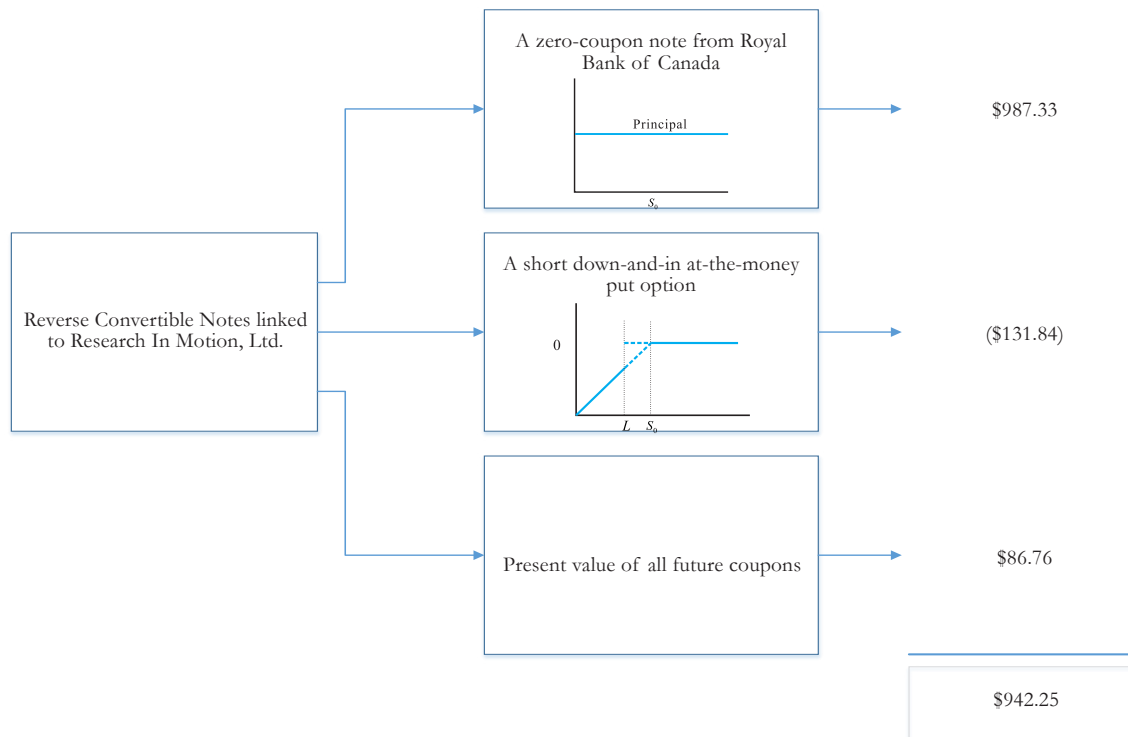 A zero-coupon note from Royal
Bank of Canada
Principal
S₀
$987.33
Reverse Convertible Notes linked
to Research In Motion, Ltd.
A short down-and-in at-the-money
put option
0
L S₀
($131.84)
Present value of all future coupons
$86.76
$942.25